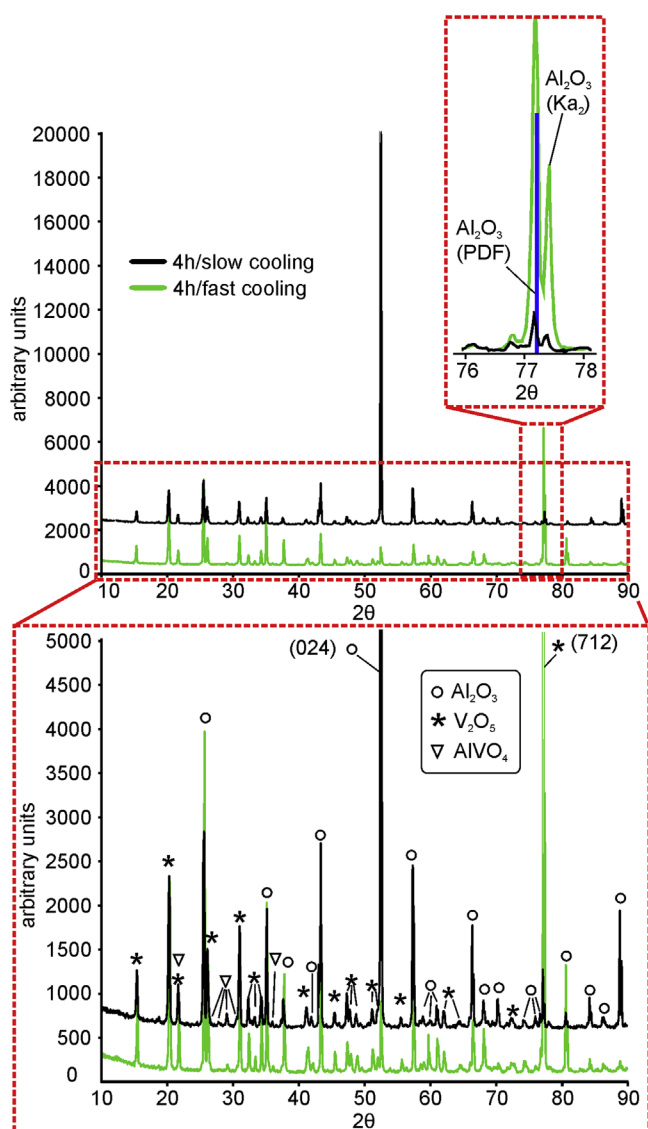 Al₂O₃
(Ka₂)
Al₂O₃
(PDF)
76 77 78
2θ
20000
18000
16000
14000
12000
10000
8000
6000
4000
2000
0
arbitrary units
4h/slow cooling
4h/fast cooling
10 20 30 40 50 60 70 80 90
2θ
5000
4500
4000
2500
2000
1500
1000
500
500
0
arbitrary units
(024)
* (712)
Al₂O₃
* V₂O₅
AlVO₄
10 20 30 40 50 60 70 80 90
2θ